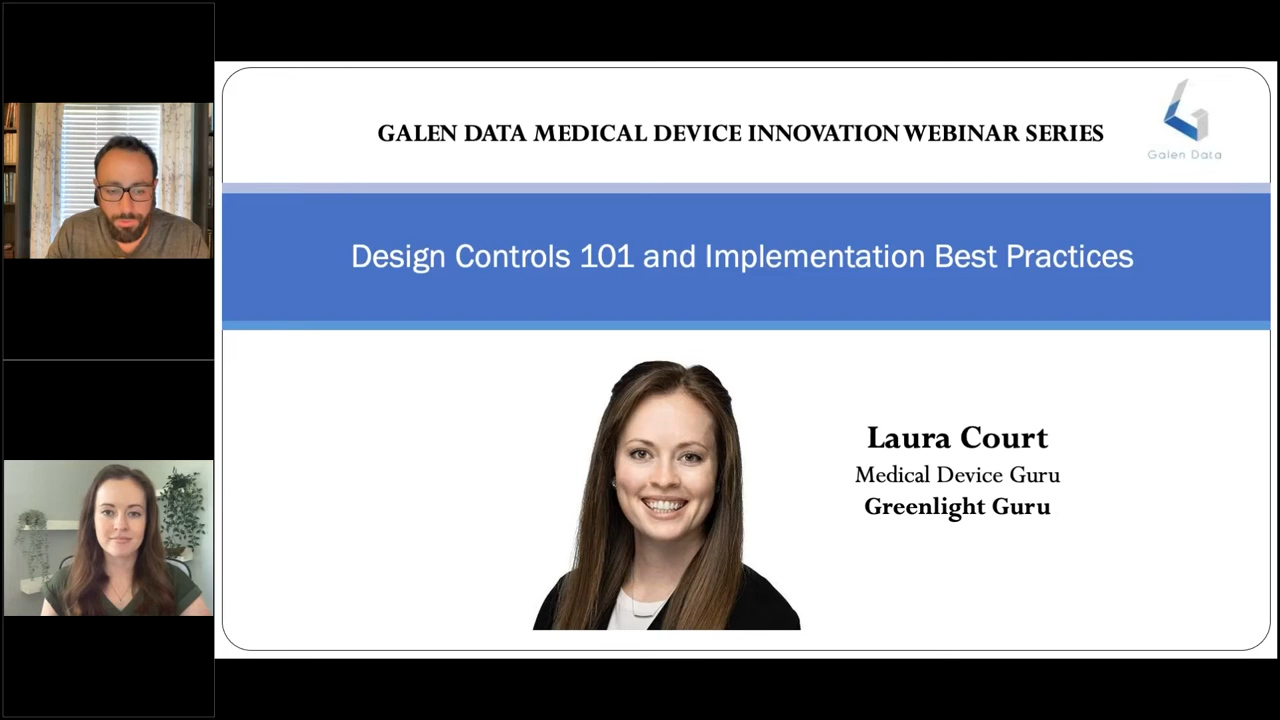 GALEN DATA MEDICAL DEVICE INNOVATION WEBINAR SERIES
Galen Data
Design Controls 101 and Implementation Best Practices
Laura Court
Medical Device Guru
Greenlight Guru